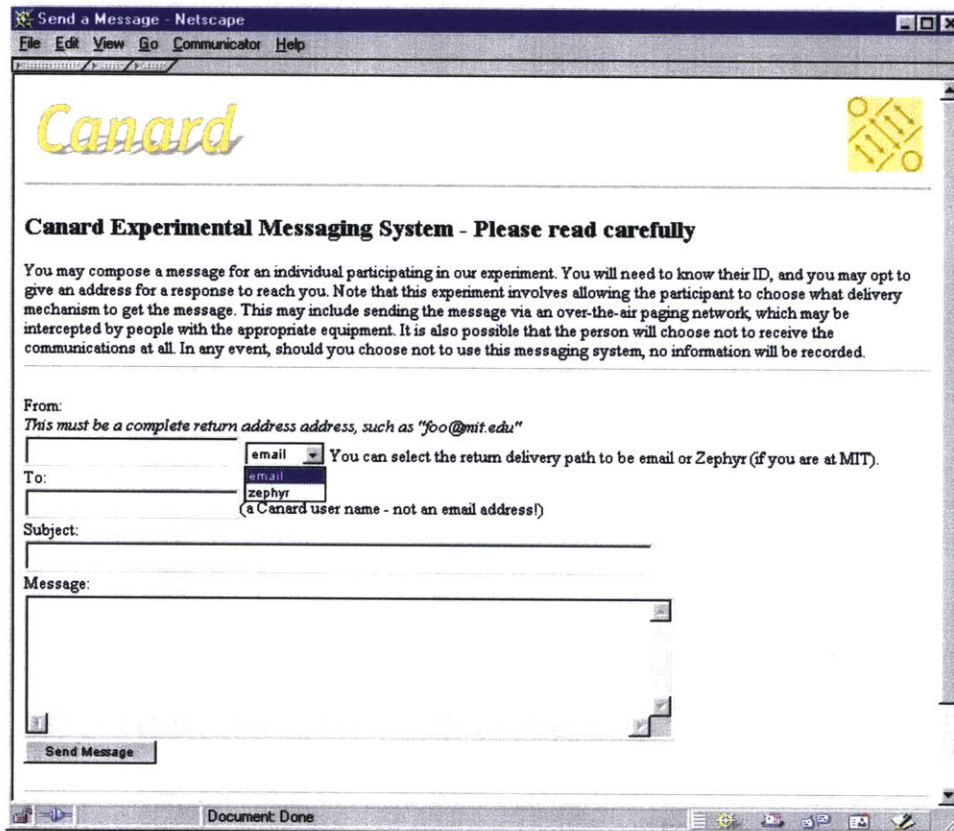 Send a Message - Netscape
File Edit View Go Communicator Help
Canard
Canard Experimental Messaging System - Please read carefully
You may compose a message for an individual participating in our experiment. You will need to know their ID, and you may opt to
give an address for a response to reach you. Note that this experiment involves allowing the participant to choose what delivery
mechanism to get the message. This may include sending the message via an over-the-air paging network, which may be
intercepted by people with the appropriate equipment. It is also possible that the person will choose not to receive the
communications at all. In any event, should you choose not to use this messaging system, no information will be recorded.
From:
This must be a complete return address address, such as "foo@mit.edu"
email You can select the return delivery path to be email or Zephyr (if you are at MIT).
email
To:
zephyr
(a Canard user name - not an email address!)
Subject:
Message:
Send Message
Document: Done